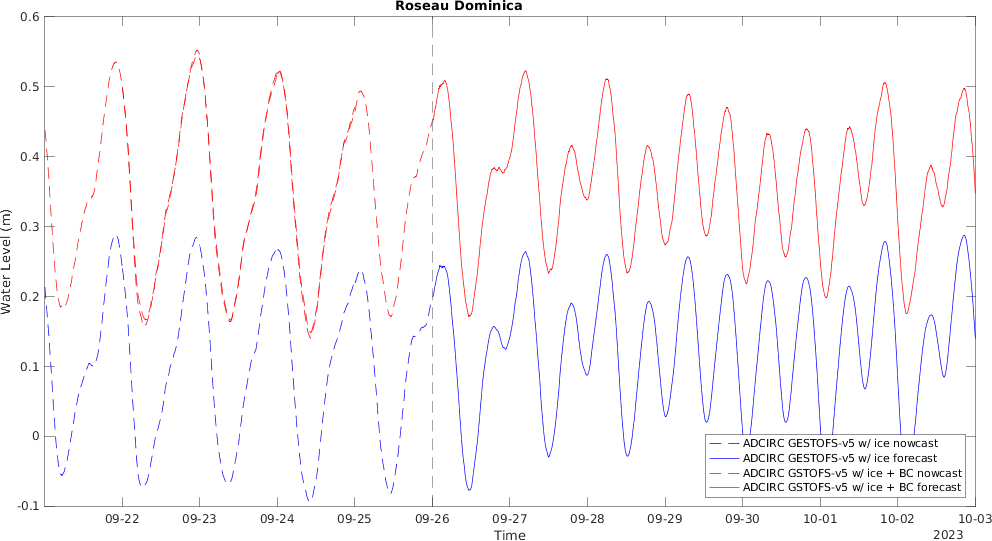 Roseau Dominica
0.6
0.5
0.4
0.3
0.2
0.1
0
-0.1
Water Level (m)
ADCIRC GESTOFS-v5 w/ ice nowcast
ADCIRC GESTOFS-v5 w/ ice forecast
ADCIRC GSTOFS-v5 w/ ice + BC nowcast
ADCIRC GSTOFS-v5 w/ ice + BC forecast
09-22 09-23 09-24 09-25 09-26 09-27 09-28 09-29 09-30 10-01 10-02 10-03
Time
2023